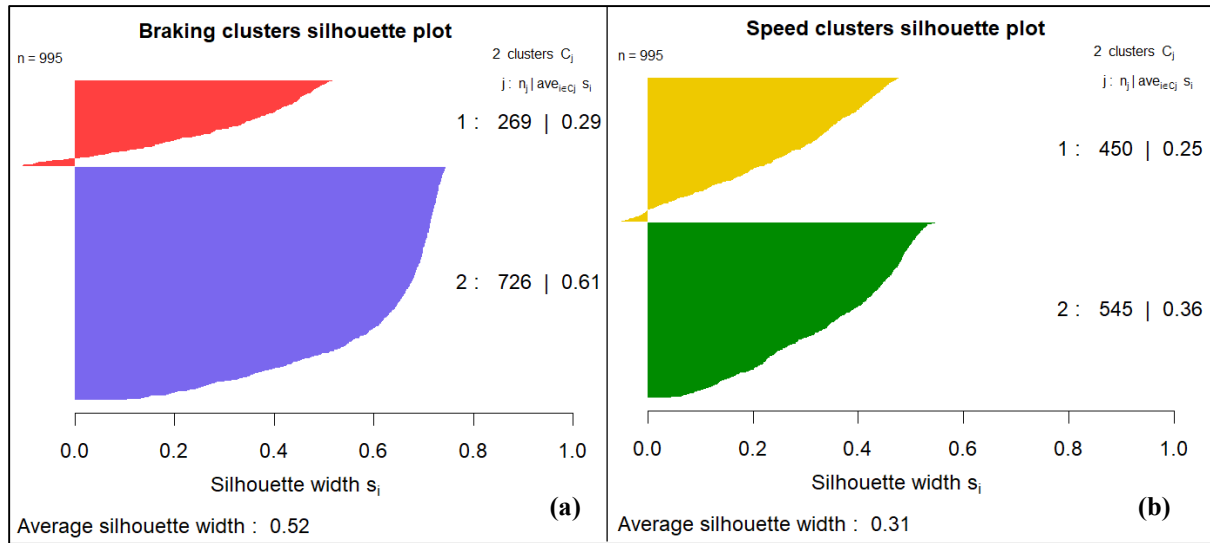 Braking clusters silhouette plot
n = 995
2 clusters Cj
j : nj | avei∈Cj si
1 : 269 | 0.29
2 : 726 | 0.61
0.0 0.2 0.4 0.6 0.8 1.0
Silhouette width si
(a)
Average silhouette width : 0.52
Speed clusters silhouette plot
n = 995
2 clusters Cj
j : nj | avei∈Cj si
1 : 450 | 0.25
2 : 545 | 0.36
0.0 0.2 0.4 0.6 0.8 1.0
Silhouette width si
(b)
Average silhouette width : 0.31